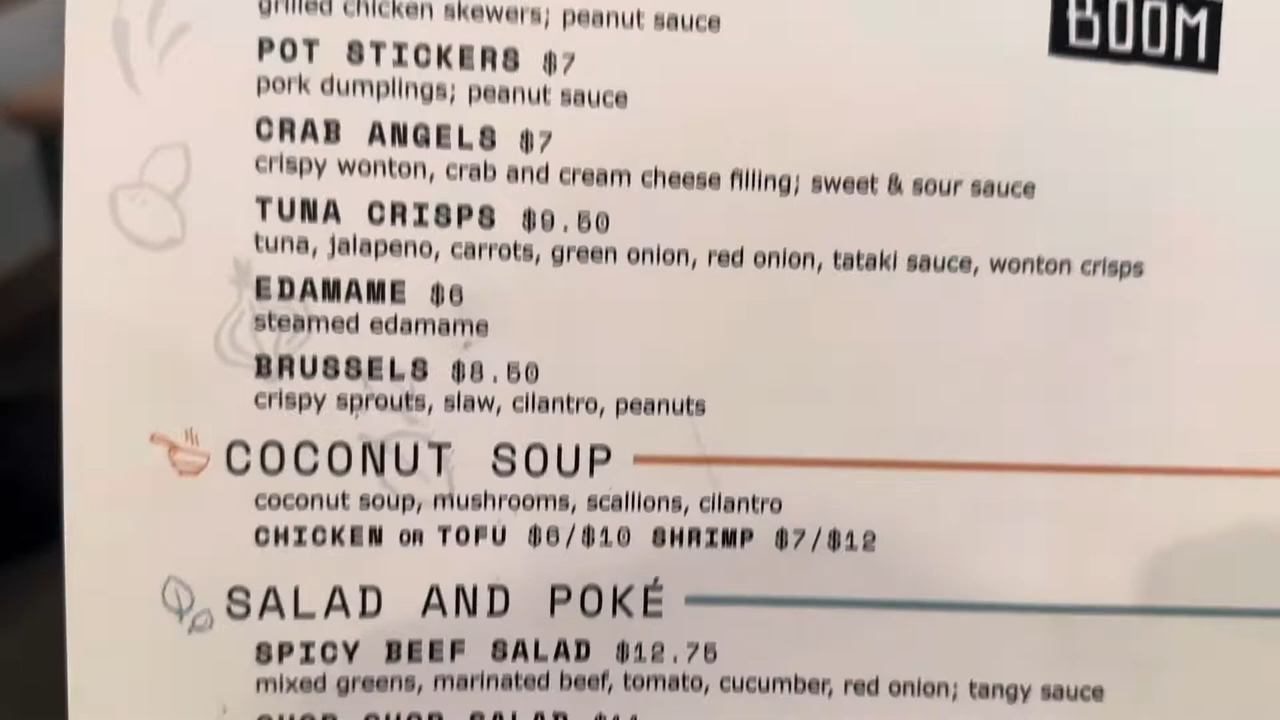 grilled chicken skewers; peanut sauce
BOOM
POT STICKERS $7
pork dumplings; peanut sauce
CRAB ANGELS $7
crispy wonton, crab and cream cheese filling; sweet & sour sauce
TUNA CRISPS $9.50
tuna, jalapeno, carrots, green onion, red onion, tataki sauce, wonton crisps
EDAMAME $6
steamed edamame
BRUSSELS $8.50
crispy sprouts, slaw, cilantro, peanuts
COCONUT SOUP
coconut soup, mushrooms, scallions, cilantro
CHICKEN OR TOFU $6/$10 SHRIMP $7/$12
SALAD AND POKÉ
SPICY BEEF SALAD $12.75
mixed greens, marinated beef, tomato, cucumber, red onion; tangy sauce